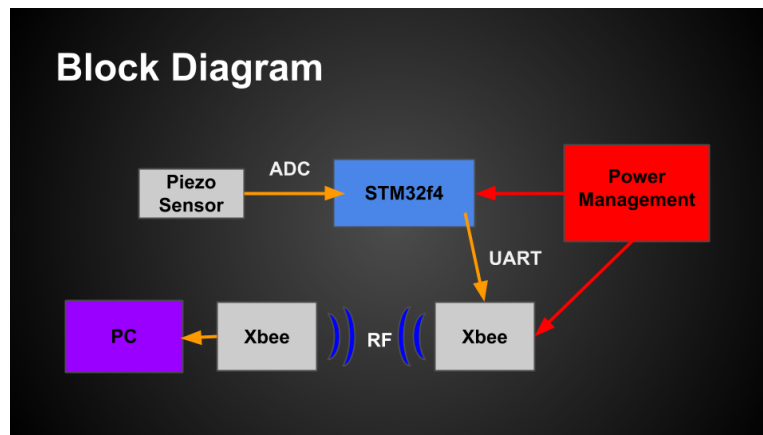 Block Diagram
Piezo
Sensor
ADC
STM32f4
Power
Management
UART
PC
Xbee
RF
Xbee